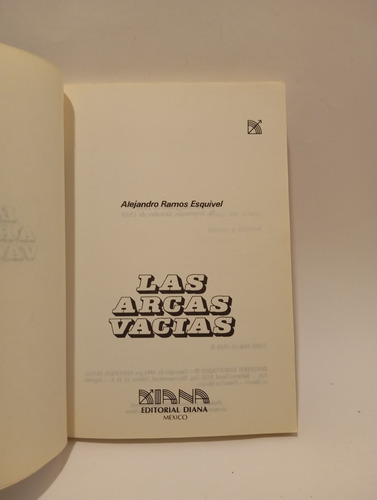 Alejandro Ramos Esquivel
LAS
ARCAS
VACIAS
DIANA
EDITORIAL DIANA
MEXICO